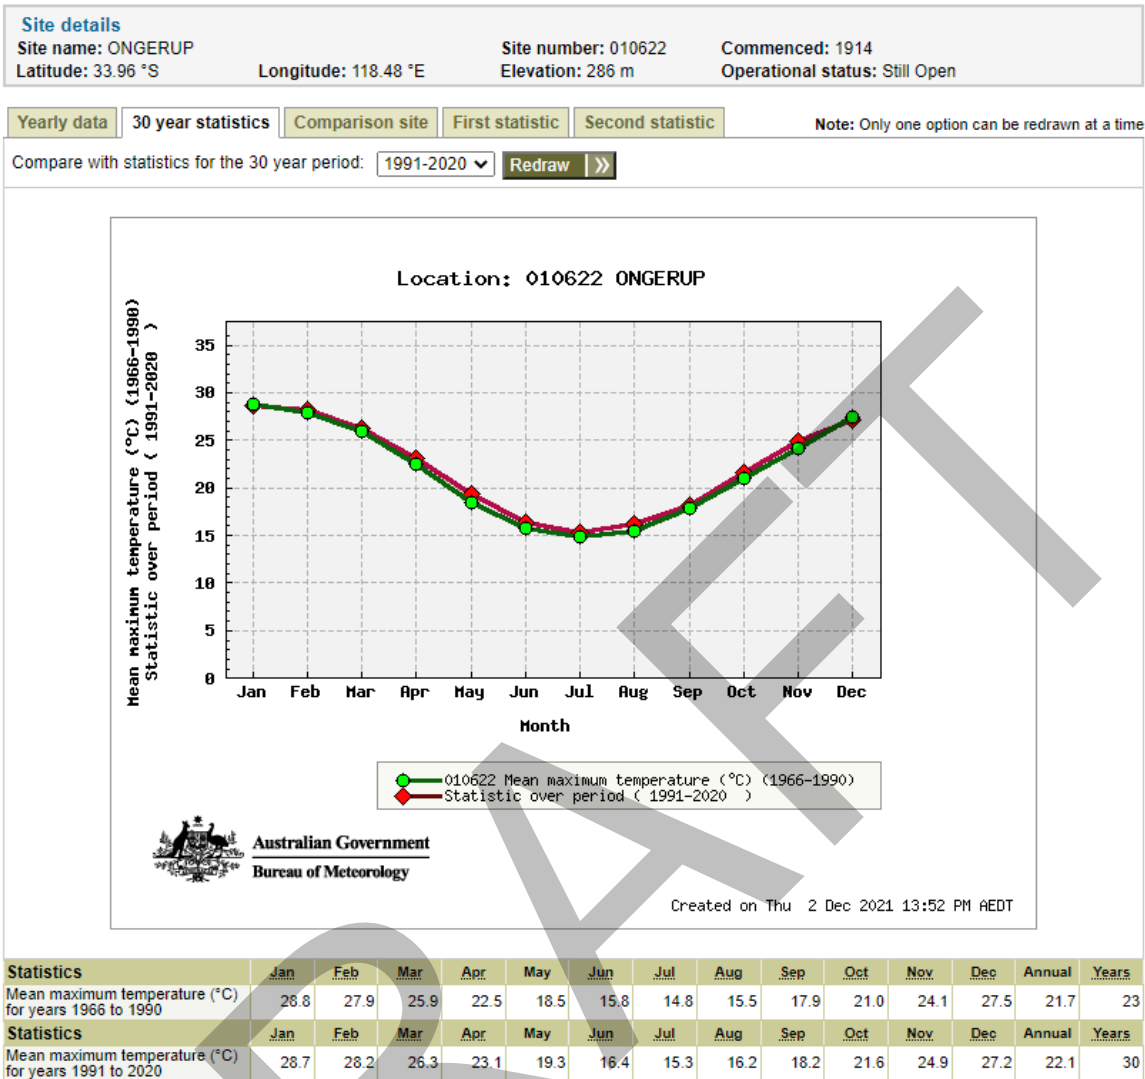 Site details
Site name: ONGERUP Site number: 010622 Commenced: 1914
Latitude: 33.96 °S Longitude: 118.48 °E Elevation: 286 m Operational status: Still Open
Yearly data 30 year statistics Comparison site First statistic Second statistic Note: Only one option can be redrawn at a time
Compare with statistics for the 30 year period: 1991-2020 Redraw
Location: 010622 ONGERUP
Mean maximum temperature (°C) (1966-1990)
Statistic over period ( 1991-2020 )
35
30
25
20
15
10
5
0
Jan Feb Mar Apr May Jun Jul Aug Sep Oct Nov Dec
Month
010622 Mean maximum temperature (°C) (1966-1990)
Statistic over period ( 1991-2020 )
Australian Government
Bureau of Meteorology
Created on Thu 2 Dec 2021 13:52 PM AEDT
Statistics Jan Feb Mar Apr May Jun Jul Aug Sep Oct Nov Dec Annual Years
Mean maximum temperature (°C)
for years 1966 to 1990 28.8 27.9 25.9 22.5 18.5 15.8 14.8 15.5 17.9 21.0 24.1 27.5 21.7 23
Statistics Jan Feb Mar Apr May Jun Jul Aug Sep Oct Nov Dec Annual Years
Mean maximum temperature (°C)
for years 1991 to 2020 28.7 28.2 26.3 23.1 19.3 16.4 15.3 16.2 18.2 21.6 24.9 27.2 22.1 30
RAFT